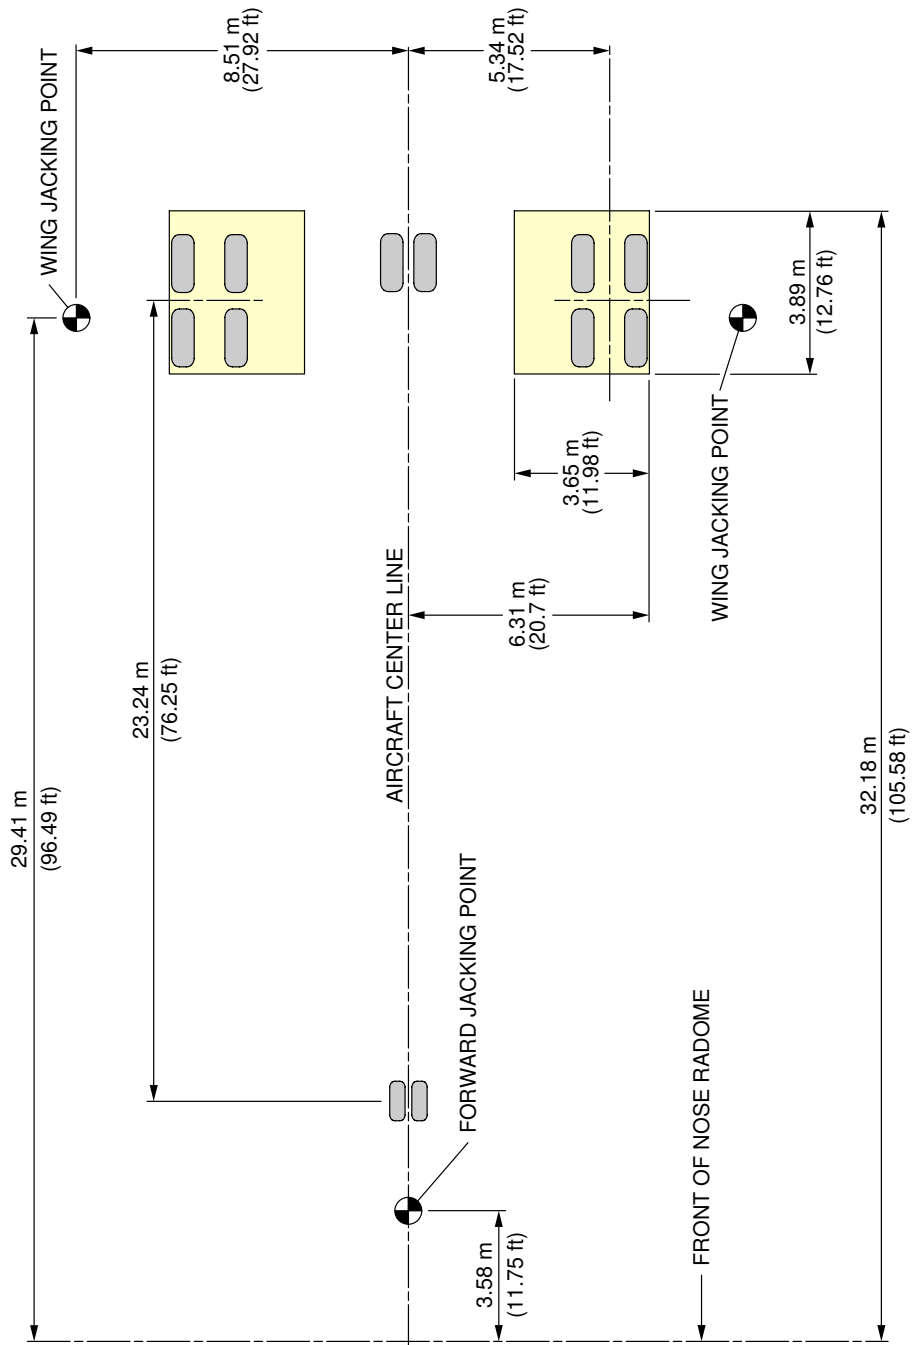 29.41 m
(96.49 ft)
23.24 m
(76.25 ft)
WING JACKING POINT
8.51 m
(27.92 ft)
5.34 m
(17.52 ft)
3.89 m
(12.76 ft)
3.65 m
(11.98 ft)
6.31 m
(20.7 ft)
WING JACKING POINT
AIRCRAFT CENTER LINE
32.18 m
(105.58 ft)
FORWARD JACKING POINT
3.58 m
(11.75 ft)
FRONT OF NOSE RADOME